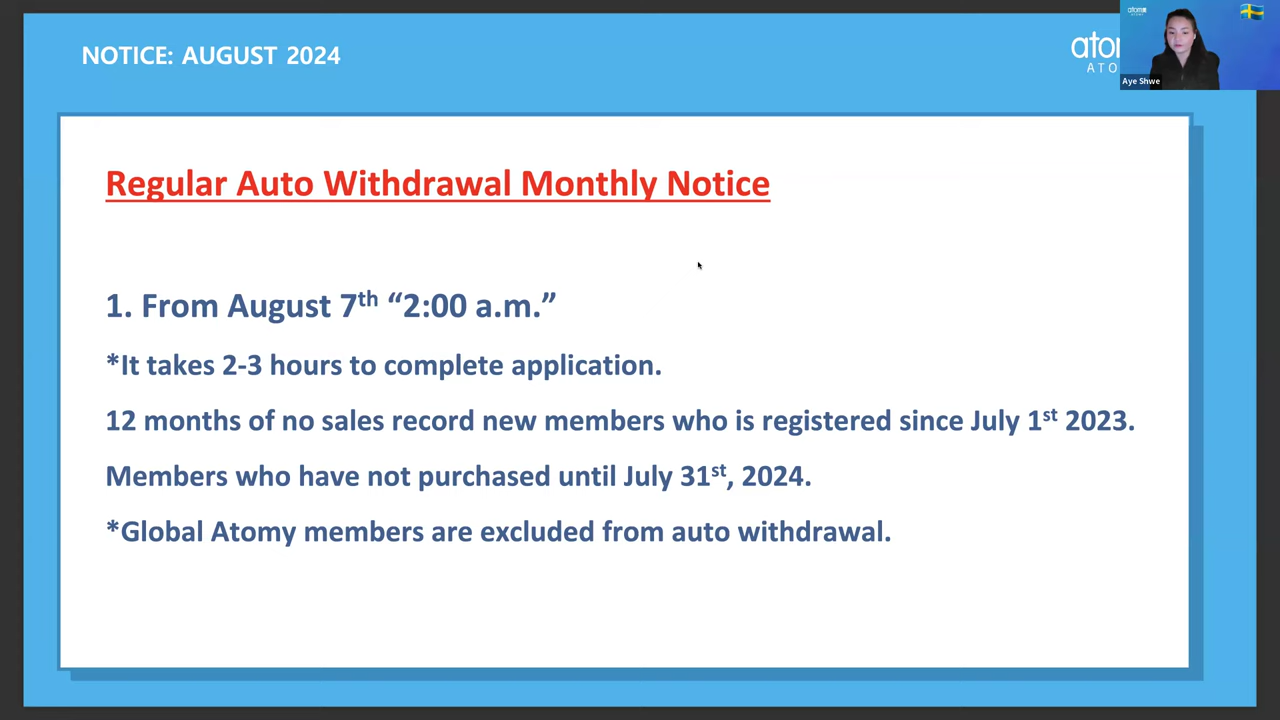 NOTICE: AUGUST 2024
Aye Shwe
Regular Auto Withdrawal Monthly Notice
1. From August 7th “2:00 a.m.”
*It takes 2-3 hours to complete application.
12 months of no sales record new members who is registered since July 1st 2023.
Members who have not purchased until July 31st, 2024.
*Global Atomy members are excluded from auto withdrawal.